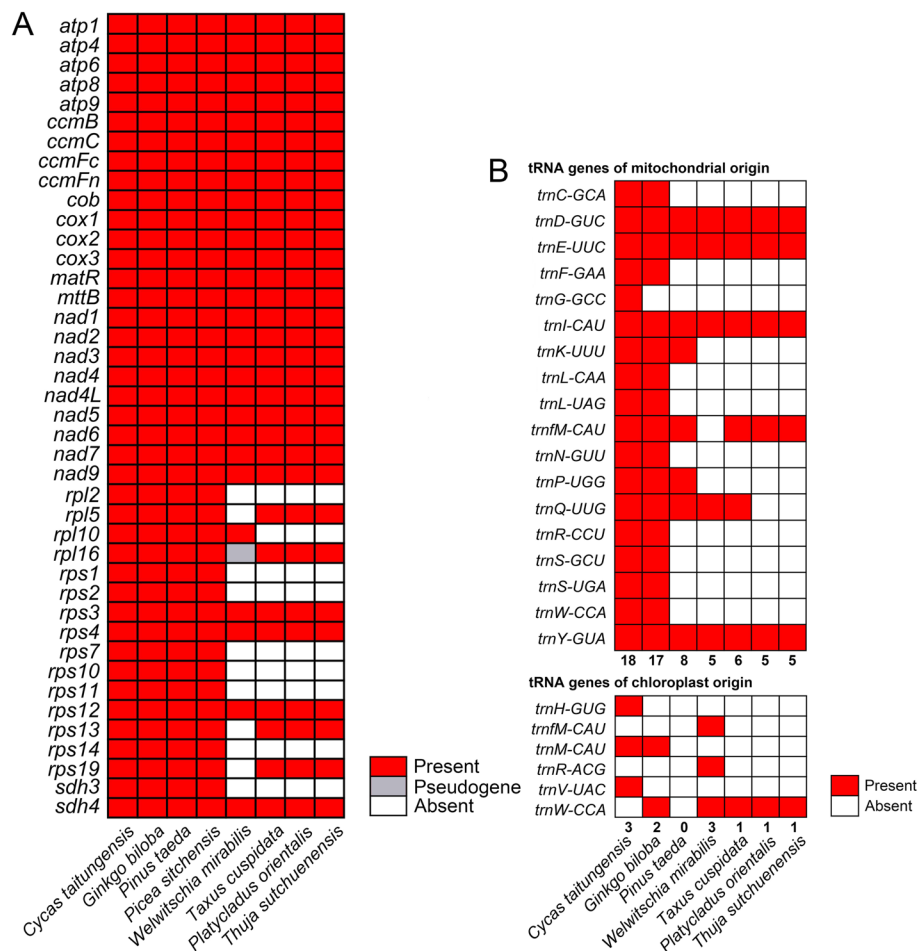 A
atp1
atp4
atp6
atp8
atp9
ccmB
ccmC
ccmFc
ccmFn
cob
cox1
cox2
cox3
matR
mttB
nad1
nad2
nad3
nad4
nad4L
nad5
nad6
nad7
nad9
rpl2
rpl5
rpl10
rpl16
rps1
rps2
rps3
rps4
rps7
rps10
rps11
rps12
rps13
rps14
rps19
sdh3
sdh4
Cycas taitungensis
Ginkgo biloba
Pinus taeda
Picea sitchensis
Welwitschia mirabilis
Taxus cuspidata
Platycladus orientalis
Thuja sutchuenensis
Present
Pseudogene
Absent
B
tRNA genes of mitochondrial origin
trnC-GCA
trnD-GUC
trnE-UUC
trnF-GAA
trnG-GCC
trnI-CAU
trnK-UUU
trnL-CAA
trnL-UAG
trnfM-CAU
trnN-GUU
trnP-UGG
trnQ-UUG
trnR-CCU
trnS-GCU
trnS-UGA
trnW-CCA
trnY-GUA
18 17 8 5 6 5 5
tRNA genes of chloroplast origin
trnH-GUG
trnfM-CAU
trnM-CAU
trnR-ACG
trnV-UAC
trnW-CCA
3 2 0 3 1 1 1
Cycas taitungensis
Ginkgo biloba
Pinus taeda
Welwitschia mirabilis
Taxus cuspidata
Platycladus orientalis
Thuja sutchuenensis
Present
Absent